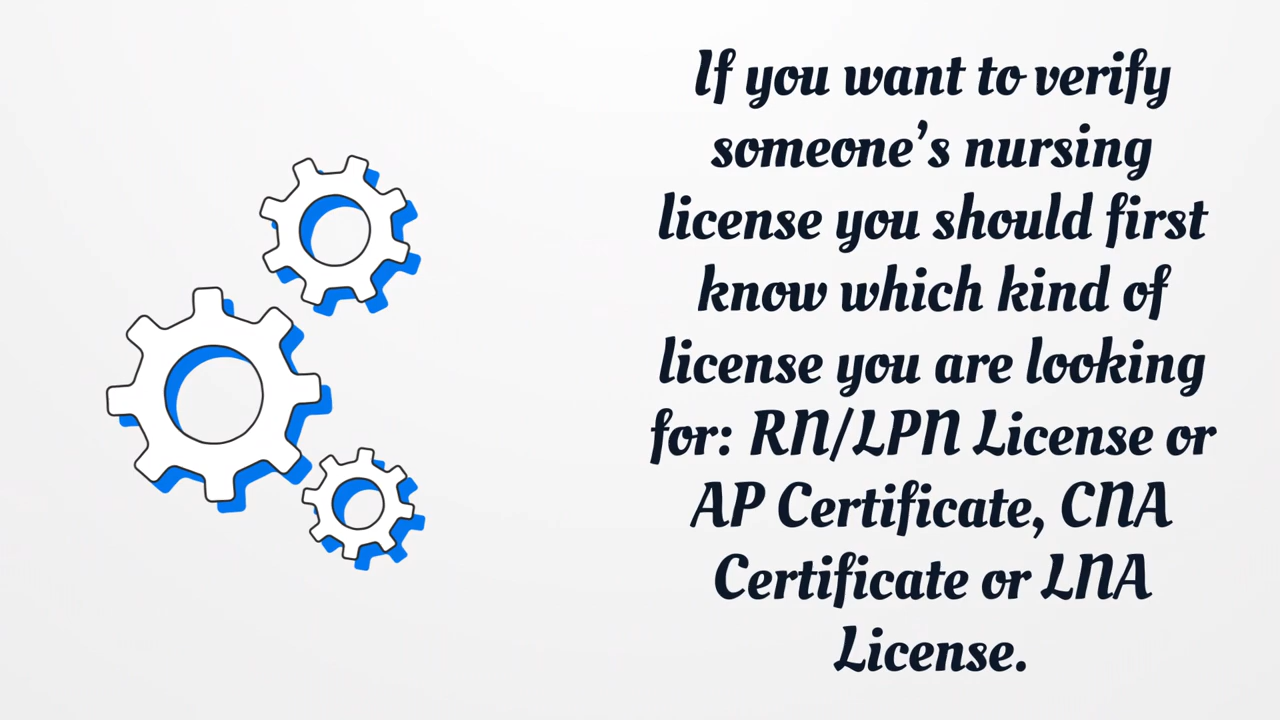 If you want to verify
someone's nursing
license you should first
know which kind of
license you are looking
for: RN/LPN License or
AP Certificate, CNA
Certificate or LNA
License.